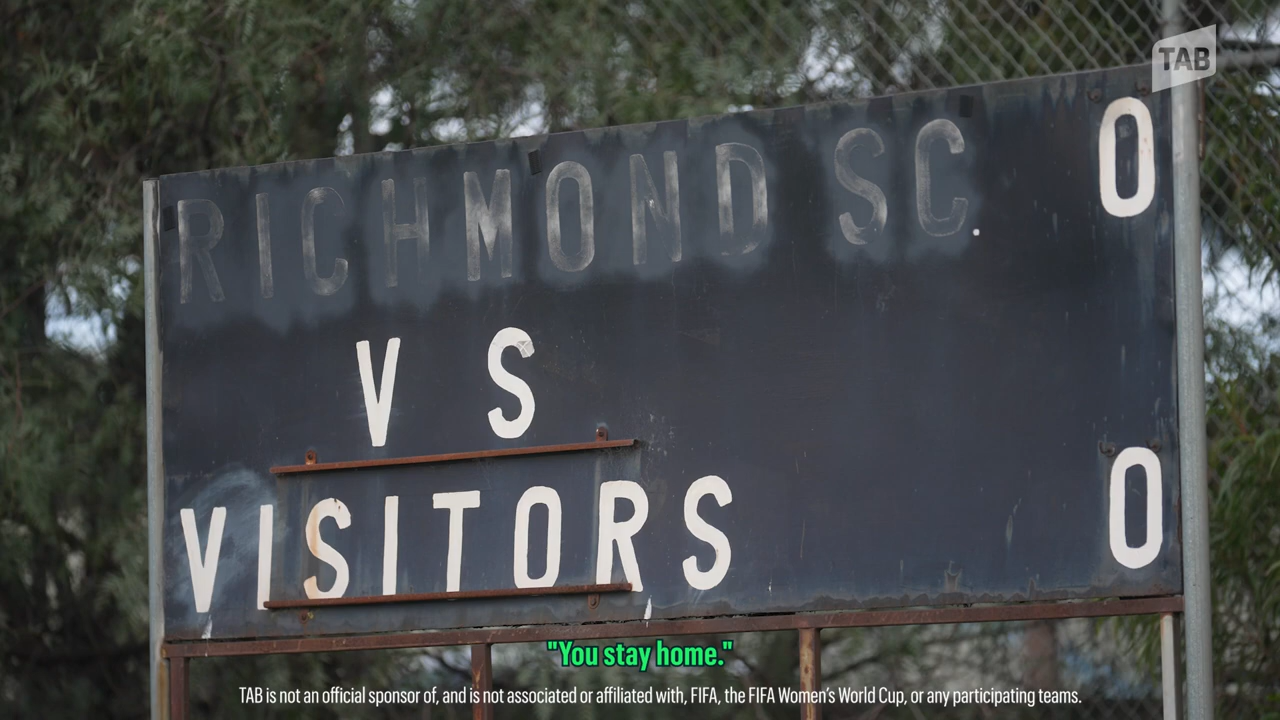 TAB
RICHMOND SC. 0
VS
VISITORS 0
"You stay home."
TAB is not an official sponsor of, and is not associated or affiliated with, FIFA, the FIFA Women's World Cup, or any participating teams.